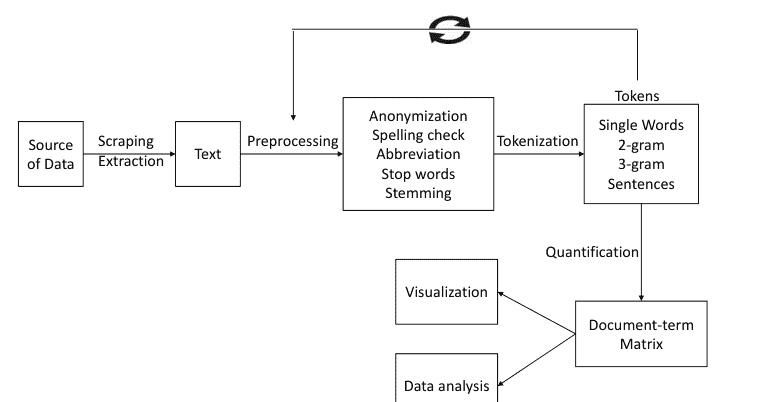 Source
of Data
Scraping
Extraction
Text
Preprocessing
Anonymization
Spelling check
Abbreviation
Stop words
Stemming
Tokenization
Tokens
Single Words
2-gram
3-gram
Sentences
Quantification
Document-term
Matrix
Visualization
Data analysis